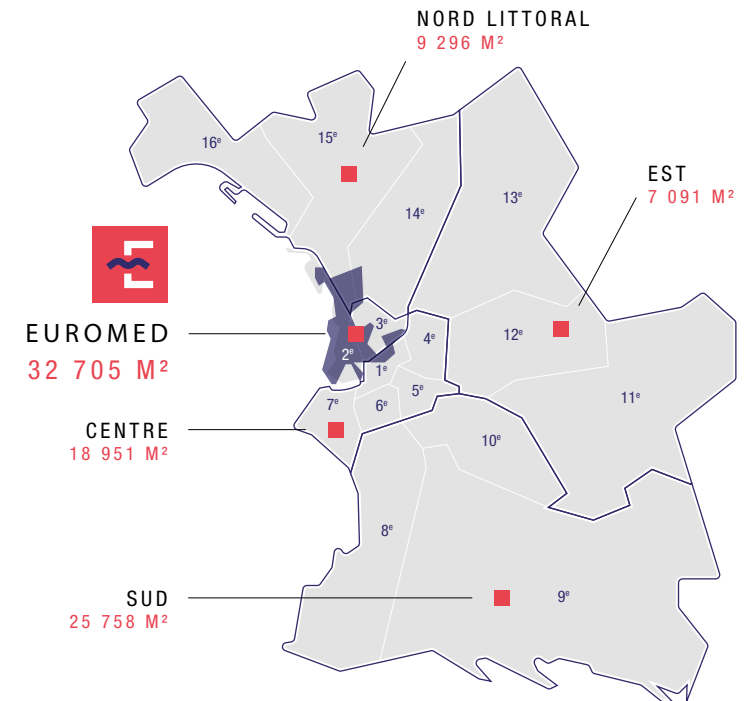 NORD LITTORAL
9 296 M²
15ᵉ
16ᵉ
EST
7 091 M²
13ᵉ
14ᵉ
E
EUROMED
32 705 M²
3ᵉ
4ᵉ
12ᵉ
2ᵉ
1ᵉ
5ᵉ
11ᵉ
7ᵉ
6ᵉ
CENTRE
18 951 M²
10ᵉ
8ᵉ
SUD
25 758 M²
9ᵉ